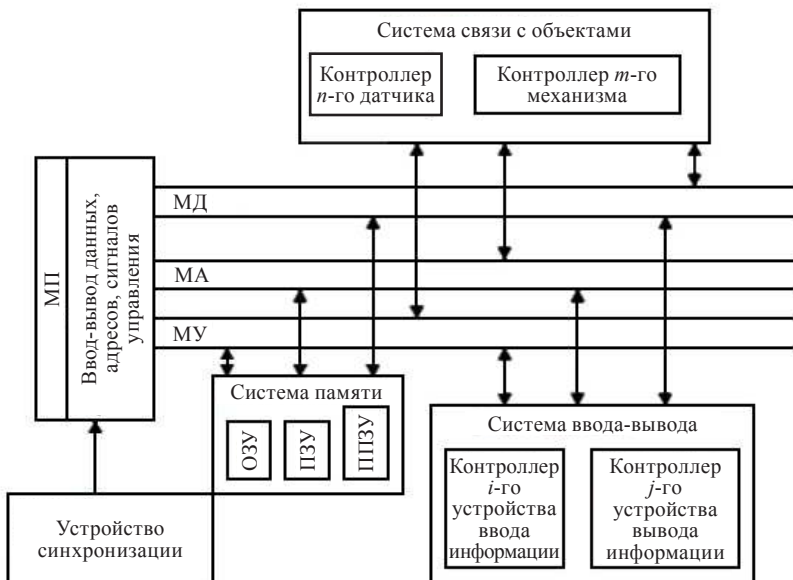 Система связи с объектами
Контроллер
n-го датчика
Контроллер m-го
механизма
МП
Ввод-вывод данных,
адресов, сигналов
управления
МД
МА
МУ
Система памяти
ОЗУ
ПЗУ
ППЗУ
Система ввода-вывода
Контроллер
i-го
устройства
ввода
информации
Контроллер
j-го
устройства
вывода
информации
Устройство
синхронизации